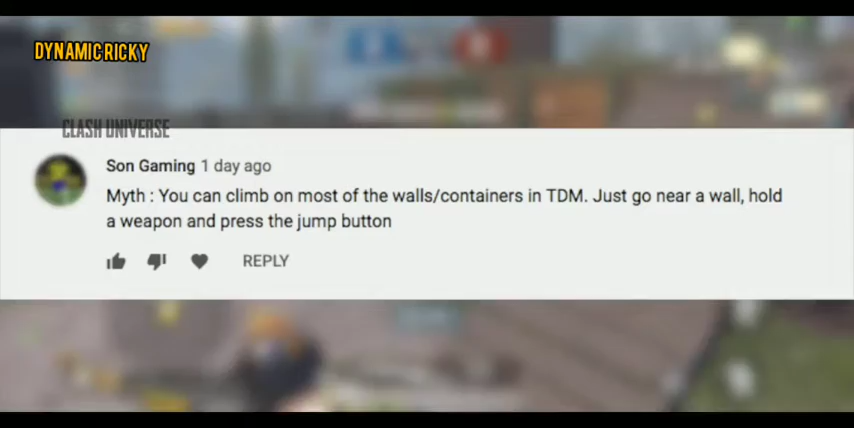 DYNAMIC RICKY
CLASH UNIVERSE
Son Gaming 1 day ago
Myth : You can climb on most of the walls/containers in TDM. Just go near a wall, hold
a weapon and press the jump button
REPLY